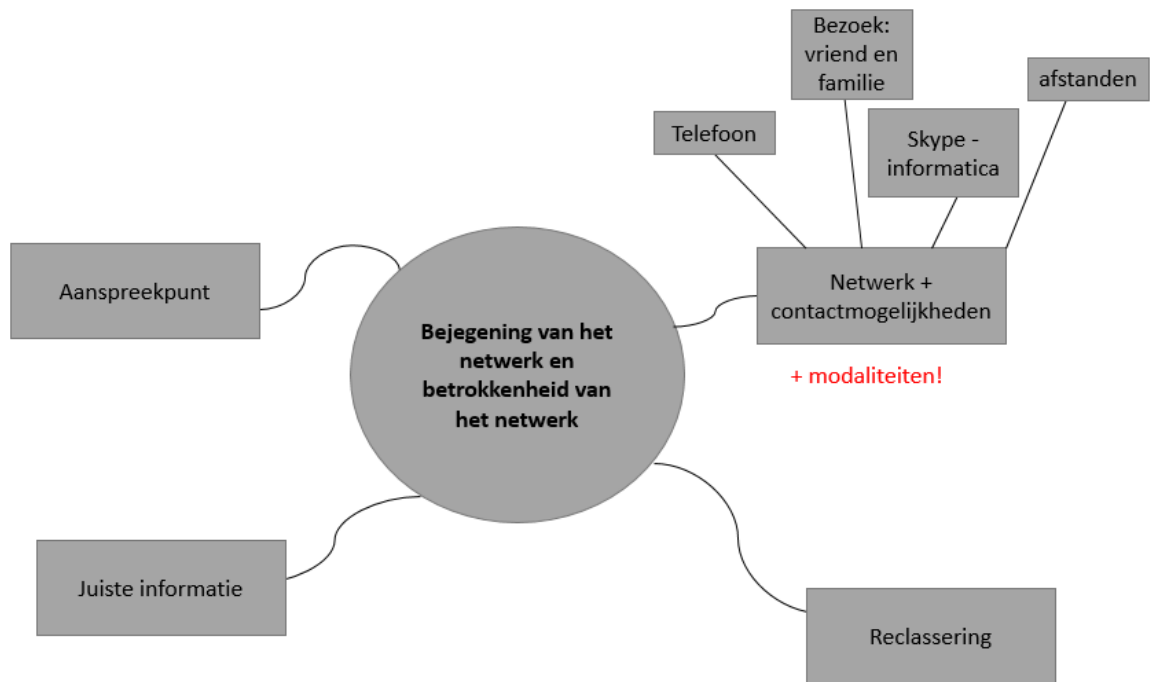 Bezoek:
vriend en
familie
afstanden
Telefoon
Skype -
informatica
Aanspreekpunt
Netwerk +
contactmogelijkheden
+ modaliteiten!
Bejegening van het
netwerk en
betrokkenheid van
het netwerk
Juiste informatie
Reclassering